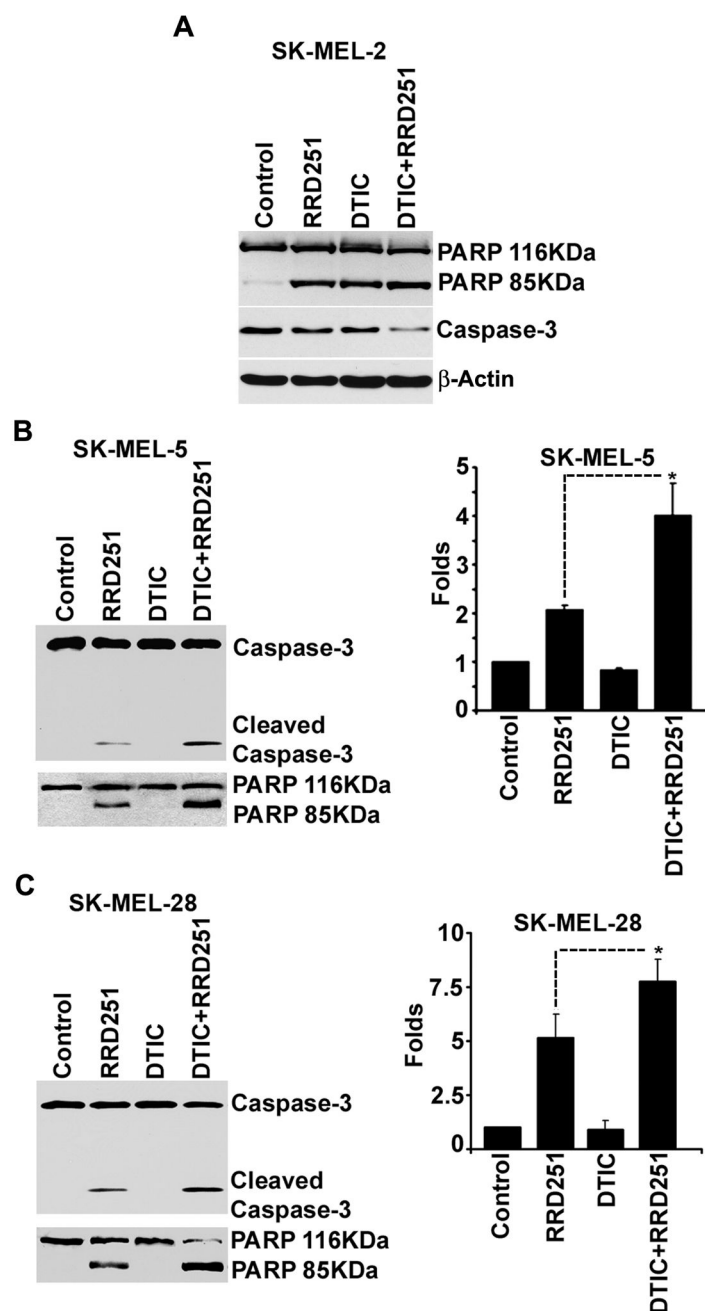 A
SK-MEL-2
Control
RRD251
DTIC
DTIC+RRD251
PARP 116KDa
PARP 85KDa
Caspase-3
β-Actin
B
SK-MEL-5
Control
RRD251
DTIC
DTIC+RRD251
Caspase-3
Cleaved
Caspase-3
PARP 116KDa
PARP 85KDa
SK-MEL-5
*
Folds
5
4
3
2
1
0
Control
RRD251
DTIC
DTIC+RRD251
C
SK-MEL-28
Control
RRD251
DTIC
DTIC+RRD251
Caspase-3
Cleaved
Caspase-3
PARP 116KDa
PARP 85KDa
SK-MEL-28
*
Folds
10
7.5
5
2.5
0
Control
RRD251
DTIC
DTIC+RRD251